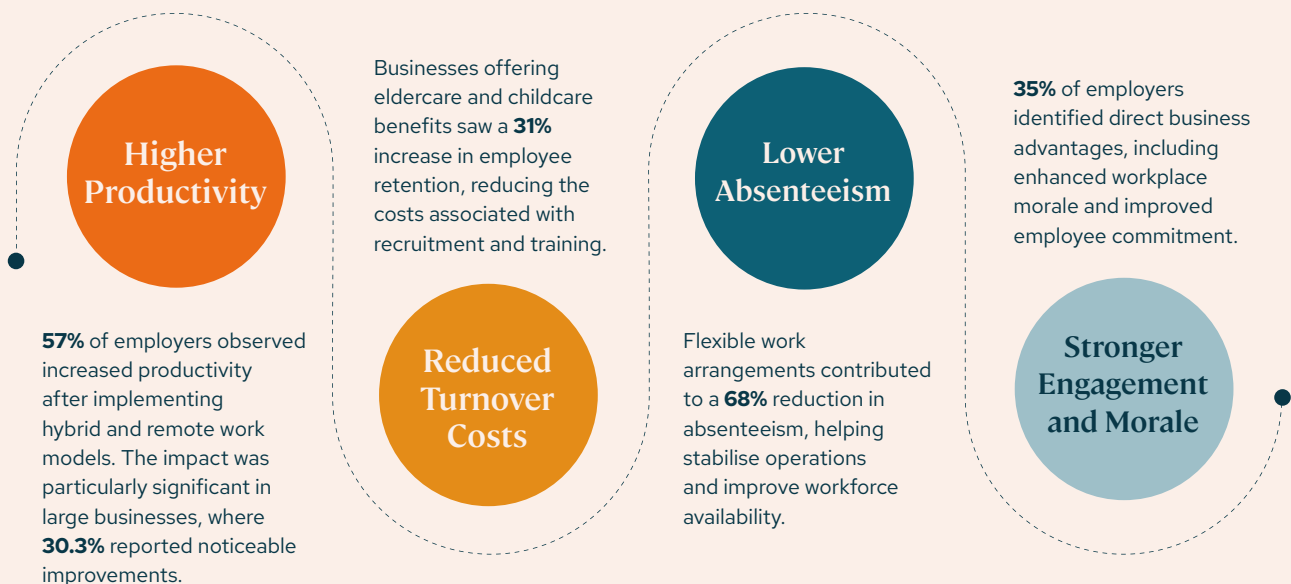 Higher
Productivity
57% of employers observed
increased productivity
after implementing
hybrid and remote work
models. The impact was
particularly significant in
large businesses, where
30.3% reported noticeable
improvements.
Businesses offering
eldercare and childcare
benefits saw a 31%
increase in employee
retention, reducing the
costs associated with
recruitment and training.
Reduced
Turnover
Costs
Lower
Absenteeism
Flexible work
arrangements contributed
to a 68% reduction in
absenteeism, helping
stabilise operations
and improve workforce
availability.
35% of employers
identified direct business
advantages, including
enhanced workplace
morale and improved
employee commitment.
Stronger
Engagement
and Morale